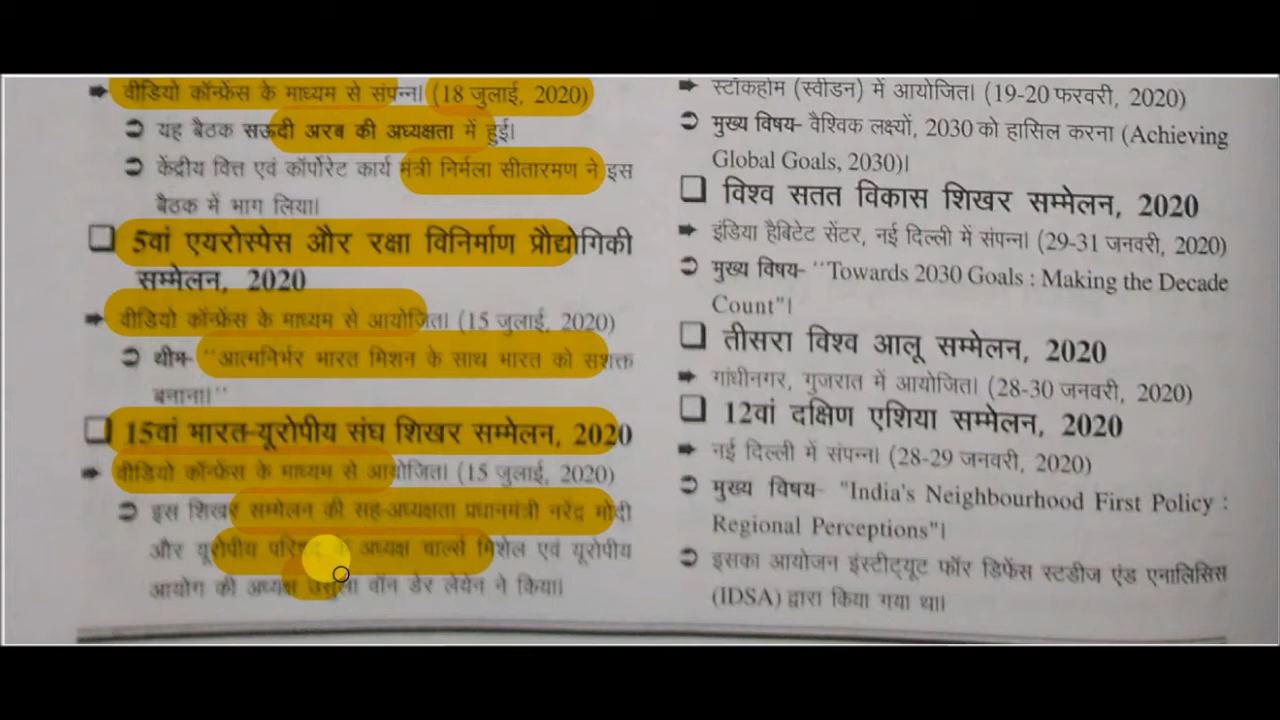 ➡ वीडियो कॉन्फ्रेंस के माध्यम से संपन्न। (18 जुलाई, 2020)
➲ यह बैठक सऊदी अरब की अध्यक्षता में हुई।
➲ केंद्रीय वित्त एवं कॉर्पोरेट कार्य मंत्री निर्मला सीतारमण ने इस
बैठक में भाग लिया।
❑ 5वां एयरोस्पेस और रक्षा विनिर्माण प्रौद्योगिकी
सम्मेलन, 2020
➡ वीडियो कॉन्फ्रेंस के माध्यम से आयोजित। (15 जुलाई, 2020)
➲ थीम- ''आत्मनिर्भर भारत मिशन के साथ भारत को सशक्त
बनाना।''
❑ 15वां भारत-यूरोपीय संघ शिखर सम्मेलन, 2020
➡ वीडियो कॉन्फ्रेंस के माध्यम से आयोजित। (15 जुलाई, 2020)
➲ इस शिखर सम्मेलन की सह-अध्यक्षता प्रधानमंत्री नरेंद्र मोदी
और यूरोपीय परिषद के अध्यक्ष चार्ल्स मिशेल एवं यूरोपीय
आयोग की अध्यक्ष उर्सुला वॉन डेर लेयेन ने किया।
➡ स्टॉकहोम (स्वीडन) में आयोजित। (19-20 फरवरी, 2020)
➲ मुख्य विषय- वैश्विक लक्ष्यों, 2030 को हासिल करना (Achieving
Global Goals, 2030)।
❑ विश्व सतत विकास शिखर सम्मेलन, 2020
➡ इंडिया हैबिटेट सेंटर, नई दिल्ली में संपन्न। (29-31 जनवरी, 2020)
➲ मुख्य विषय- ''Towards 2030 Goals : Making the Decade
Count"।
❑ तीसरा विश्व आलू सम्मेलन, 2020
➡ गांधीनगर, गुजरात में आयोजित। (28-30 जनवरी, 2020)
❑ 12वां दक्षिण एशिया सम्मेलन, 2020
➡ नई दिल्ली में संपन्न। (28-29 जनवरी, 2020)
➲ मुख्य विषय- "India's Neighbourhood First Policy :
Regional Perceptions"।
➲ इसका आयोजन इंस्टीट्यूट फॉर डिफेंस स्टडीज एंड एनालिसिस
(IDSA) द्वारा किया गया था।